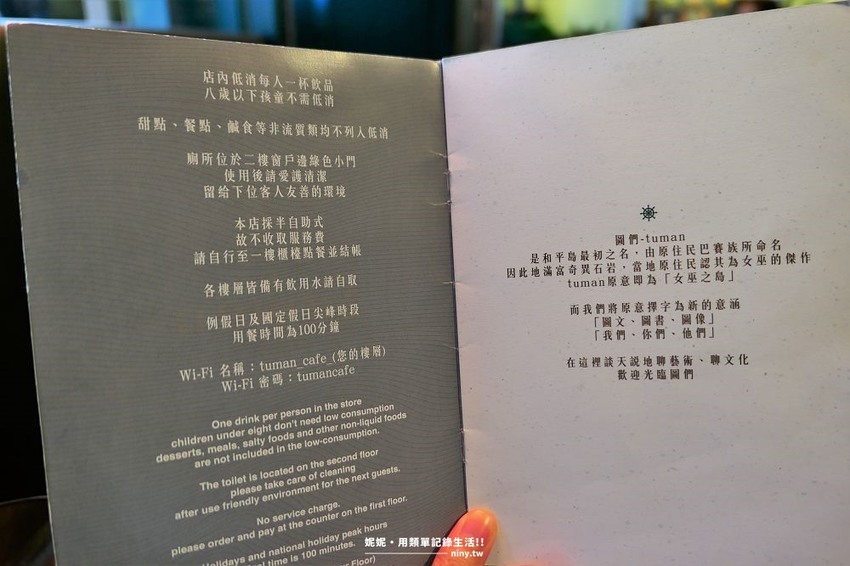 店內低消每人一杯飲品
八歲以下孩童不需低消
甜點、餐點、鹹食等非流質類均不列入低消
廁所位於二樓窗戶邊綠色小門
使用後請愛護清潔
留給下位客人友善的環境
本店採半自助式
故不收取服務費
請自行至一樓櫃檯點餐並結帳
各樓層皆備有飲用水請自取
例假日及國定假日尖峰時段
用餐時間為100分鐘
Wi-Fi 名稱：tuman_cafe_(您的樓層)
Wi-Fi 密碼：tumancafe
One drink per person in the store
children under eight don't need low consumption
desserts, meals, salty foods and other non-liquid foods
are not included in the low-consumption.
The toilet is located on the second floor
please take care of cleaning
after use friendly environment for the next guests.
No service charge.
please order and pay at the counter on the first floor.
Holidays and national holiday peak hours
time is 100 minutes.
Floor)
圖們-tuman
是和平島最初之名，由原住民巴賽族所命名
因此地滿富奇異石岩，當地原住民認其為女巫的傑作
tuman原意即為「女巫之島」
而我們將原意擇字為新的意涵
「圖文、圖書、圖像」
「我們、你們、他們」
在這裡談天説地聊藝術、聊文化
歡迎光臨圖們
妮妮•用類單記錄生活!!
niny.tw